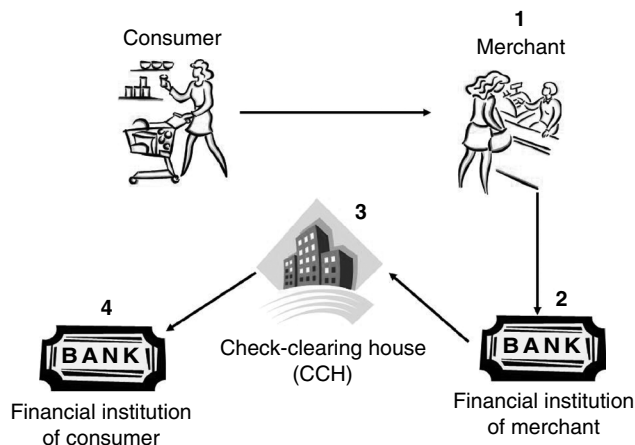 1
Consumer
Merchant
3
4
2
BANK
BANK
Check-clearing house
(CCH)
Financial institution
of consumer
Financial institution
of merchant